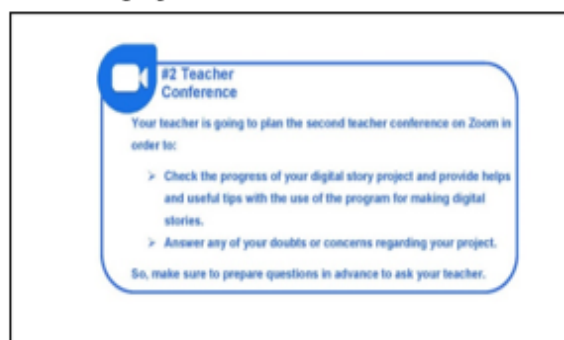 #2 Teacher
Conference
Your teacher is going to plan the second teacher conference on Zoom in
order to:
➢ Check the progress of your digital story project and provide helps
and useful tips with the use of the program for making digital
stories.
➢ Answer any of your doubts or concerns regarding your project.
So, make sure to prepare questions in advance to ask your teacher.